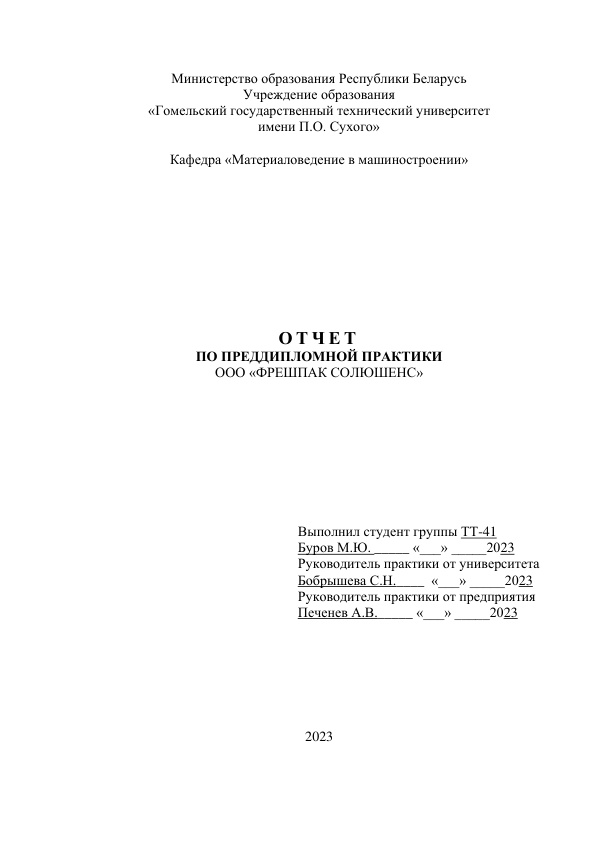 Министерство образования Республики Беларусь
Учреждение образования
«Гомельский государственный технический университет
имени П.О. Сухого»
Кафедра «Материаловедение в машиностроении»
О Т Ч Е Т
ПО ПРЕДДИПЛОМНОЙ ПРАКТИКИ
ООО «ФРЕШПАК СОЛЮШЕНС»
Выполнил студент группы ТТ-41
Буров М.Ю. _____ «___» _____2023
Руководитель практики от университета
Бобрышева С.Н.____ «___» _____2023
Руководитель практики от предприятия
Печенев А.В._____ «___» _____2023
2023